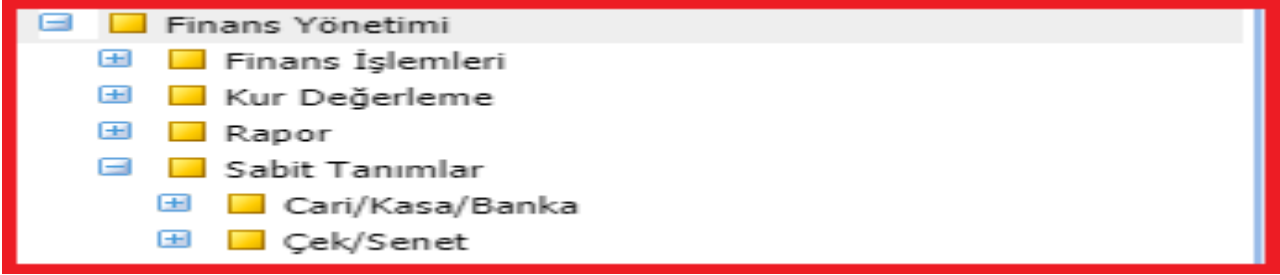 Finans Yönetimi
Finans İşlemleri
Kur Değerleme
Rapor
Sabit Tanımlar
Cari/Kasa/Banka
Çek/Senet